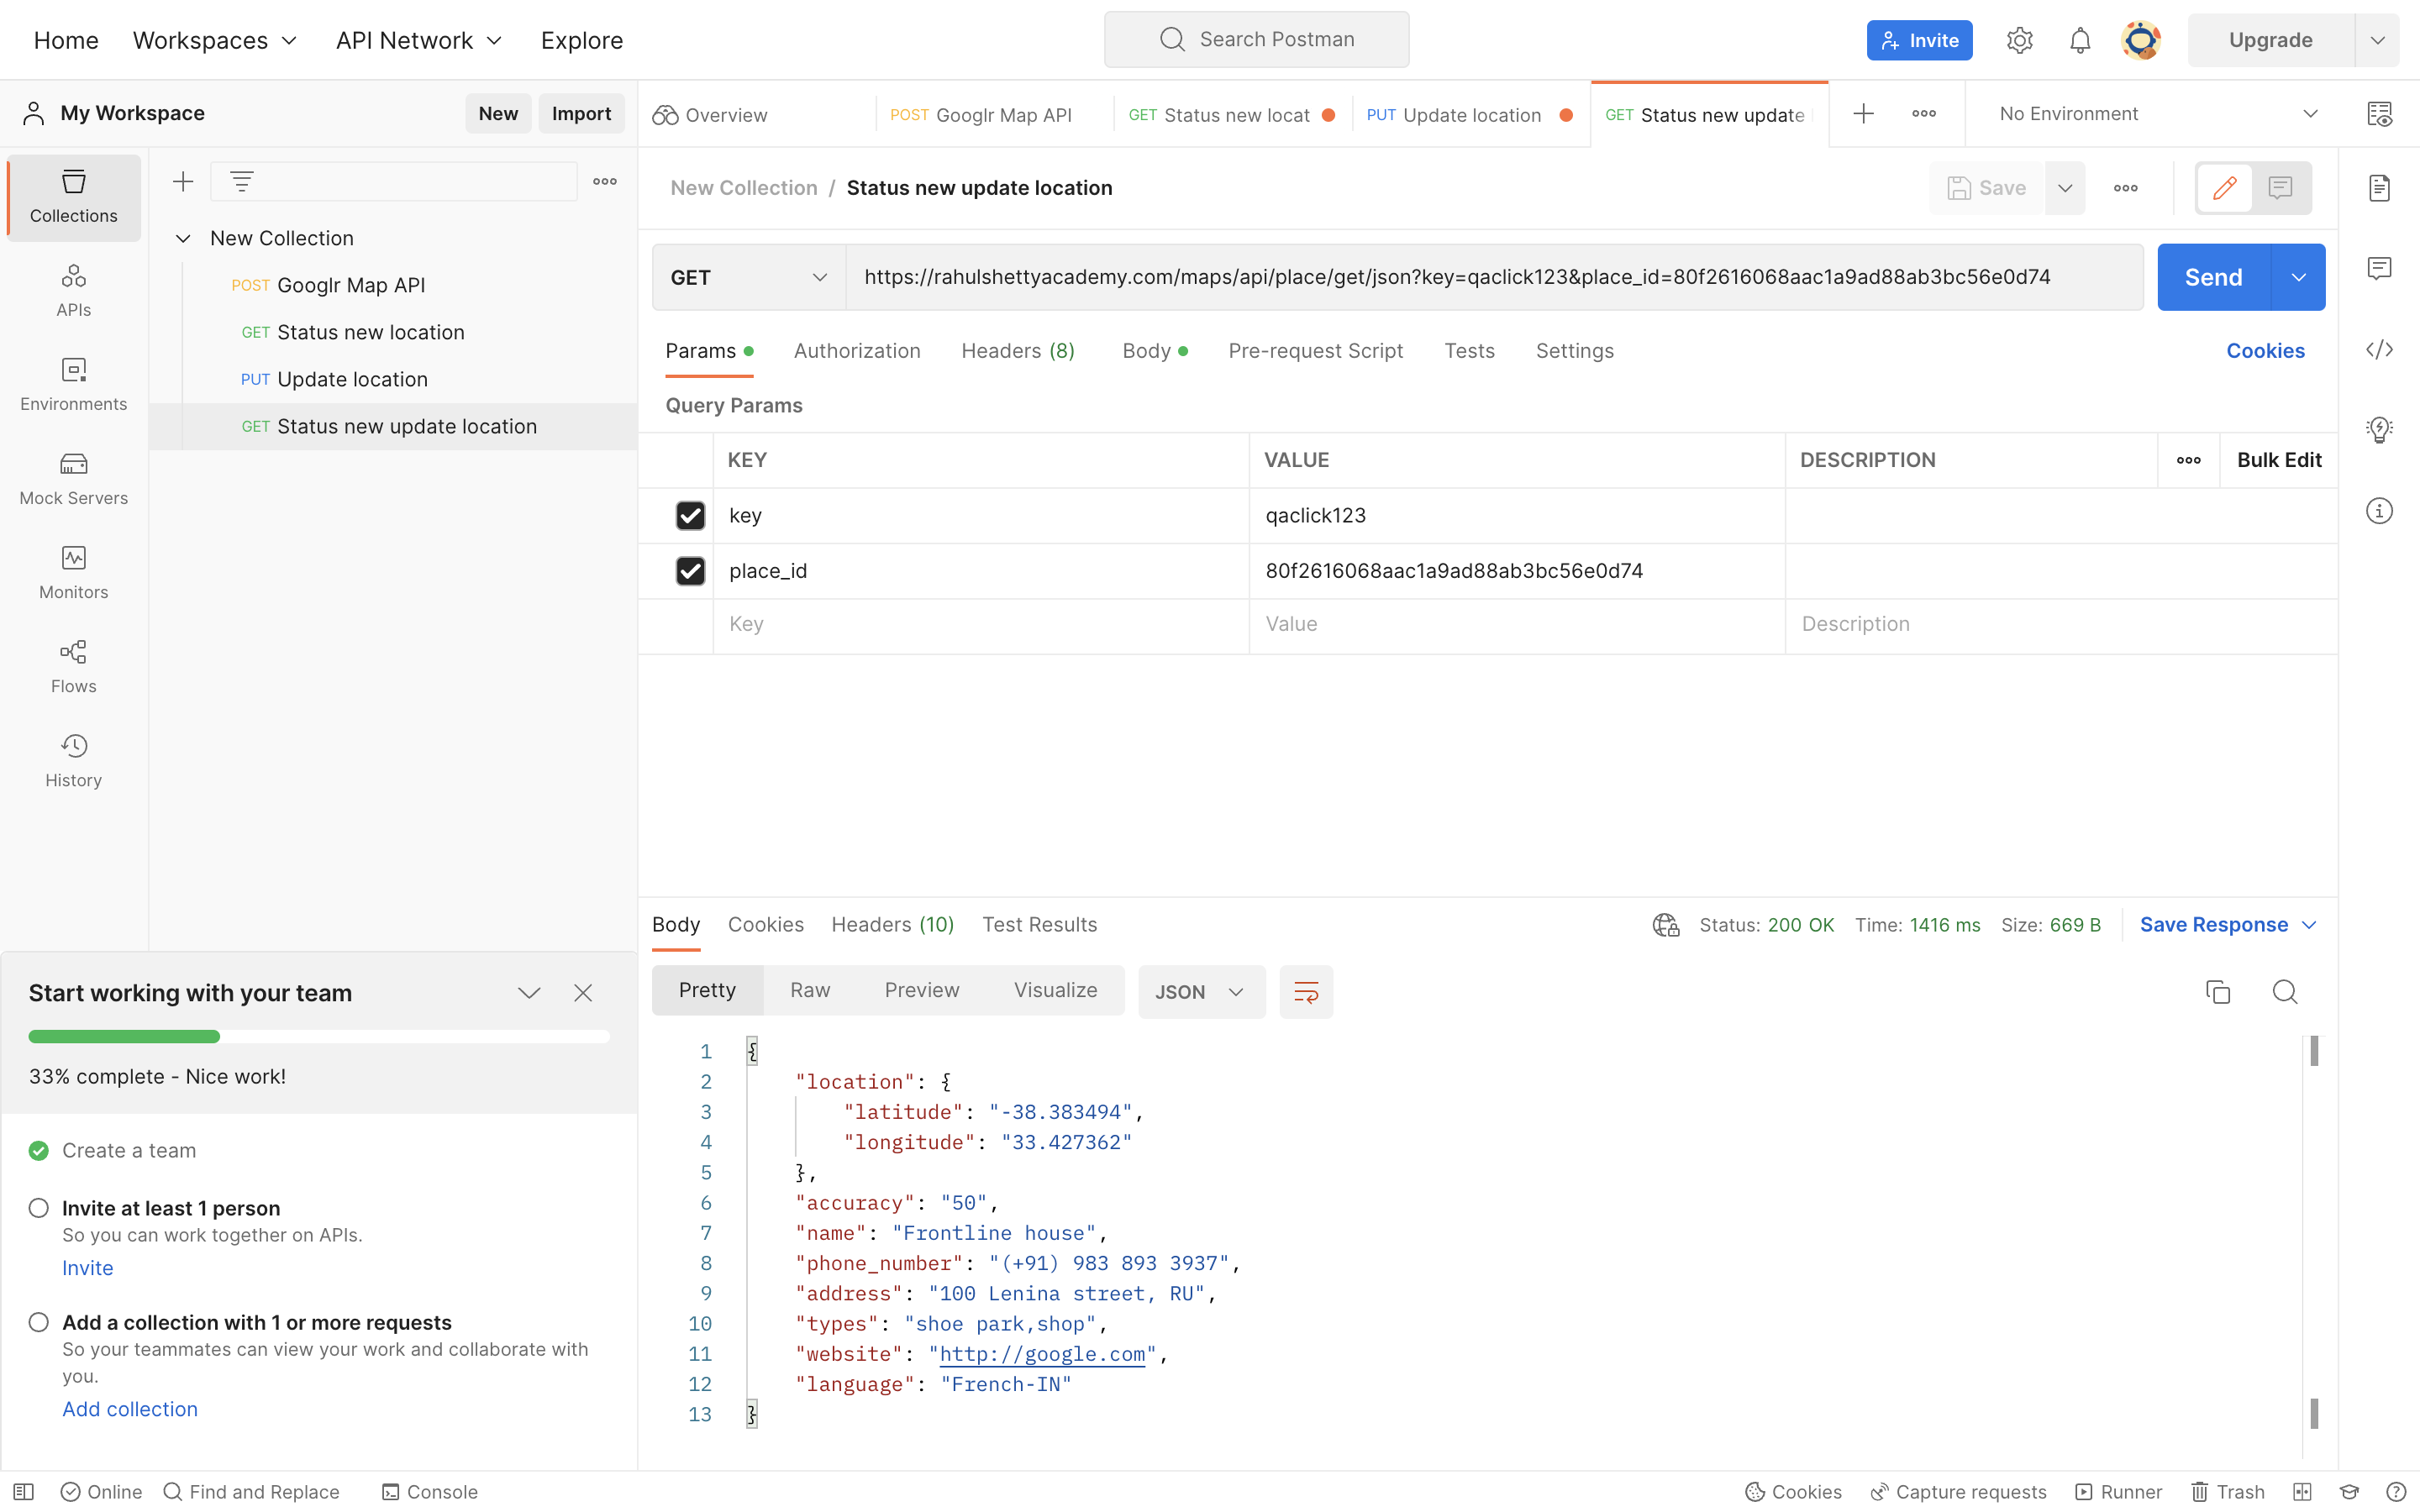 Home Workspaces API Network Explore Search Postman Invite Upgrade
My Workspace New Import
Overview POST Googlr Map API GET Status new locat PUT Update location GET Status new update No Environment
Collections
APIs
Environments
Mock Servers
Monitors
Flows
History
New Collection
POST Googlr Map API
GET Status new location
PUT Update location
GET Status new update location
New Collection / Status new update location Save
GET https://rahulshettyacademy.com/maps/api/place/get/json?key=qaclick123&place_id=80f2616068aac1a9ad88ab3bc56e0d74 Send
Params Authorization Headers (8) Body Pre-request Script Tests Settings Cookies
Query Params
KEY VALUE DESCRIPTION Bulk Edit
key qaclick123
place_id 80f2616068aac1a9ad88ab3bc56e0d74
Key Value Description
Body Cookies Headers (10) Test Results Status: 200 OK Time: 1416 ms Size: 669 B Save Response
Pretty Raw Preview Visualize JSON
1 {
2 "location": {
3 "latitude": "-38.383494",
4 "longitude": "33.427362"
5 },
6 "accuracy": "50",
7 "name": "Frontline house",
8 "phone_number": "(+91) 983 893 3937",
9 "address": "100 Lenina street, RU",
10 "types": "shoe park,shop",
11 "website": "http://google.com",
12 "language": "French-IN"
13 }
Start working with your team
33% complete - Nice work!
Create a team
Invite at least 1 person
So you can work together on APIs.
Invite
Add a collection with 1 or more requests
So your teammates can view your work and collaborate with
you.
Add collection
Online Find and Replace Console Cookies Capture requests Runner Trash